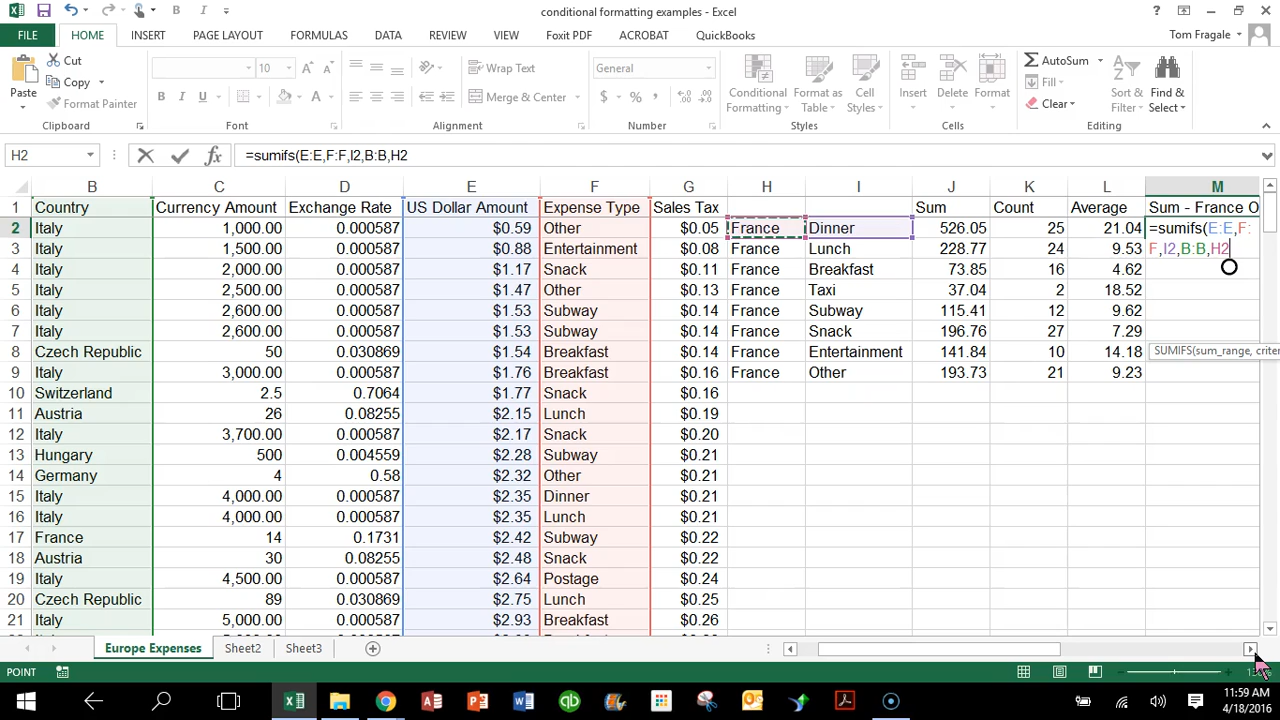 conditional formatting examples - Excel
FILE HOME INSERT PAGE LAYOUT FORMULAS DATA REVIEW VIEW Foxit PDF ACROBAT QuickBooks Tom Fragale
Paste Cut Copy Format Painter Clipboard
10 A A B I U Font
Wrap Text Merge & Center Alignment
General $ % , Number
Conditional Formatting Format as Table Cell Styles Styles
Insert Delete Format Cells
AutoSum Fill Clear Sort & Filter Find & Select Editing
H2 fx =sumifs(E:E,F:F,I2,B:B,H2
B C D E F G H I J K L M
1 Country Currency Amount Exchange Rate US Dollar Amount Expense Type Sales Tax Sum Count Average Sum - France O
2 Italy 1,000.00 0.000587 $0.59 Other $0.05 France Dinner 526.05 25 21.04 =sumifs(E:E,F:
3 Italy 1,500.00 0.000587 $0.88 Entertainment $0.08 France Lunch 228.77 24 9.53 F,I2,B:B,H2
4 Italy 2,000.00 0.000587 $1.17 Snack $0.11 France Breakfast 73.85 16 4.62
5 Italy 2,500.00 0.000587 $1.47 Other $0.13 France Taxi 37.04 2 18.52
6 Italy 2,600.00 0.000587 $1.53 Subway $0.14 France Subway 115.41 12 9.62
7 Italy 2,600.00 0.000587 $1.53 Subway $0.14 France Snack 196.76 27 7.29
8 Czech Republic 50 0.030869 $1.54 Breakfast $0.14 France Entertainment 141.84 10 14.18 SUMIFS(sum_range, criter
9 Italy 3,000.00 0.000587 $1.76 Breakfast $0.16 France Other 193.73 21 9.23
10 Switzerland 2.5 0.7064 $1.77 Snack $0.16
11 Austria 26 0.08255 $2.15 Lunch $0.19
12 Italy 3,700.00 0.000587 $2.17 Snack $0.20
13 Hungary 500 0.004559 $2.28 Subway $0.21
14 Germany 4 0.58 $2.32 Other $0.21
15 Italy 4,000.00 0.000587 $2.35 Dinner $0.21
16 Italy 4,000.00 0.000587 $2.35 Lunch $0.21
17 France 14 0.1731 $2.42 Subway $0.22
18 Austria 30 0.08255 $2.48 Snack $0.22
19 Italy 4,500.00 0.000587 $2.64 Postage $0.24
20 Czech Republic 89 0.030869 $2.75 Lunch $0.25
21 Italy 5,000.00 0.000587 $2.93 Breakfast $0.26
Europe Expenses Sheet2 Sheet3
POINT
11:59 AM
4/18/2016